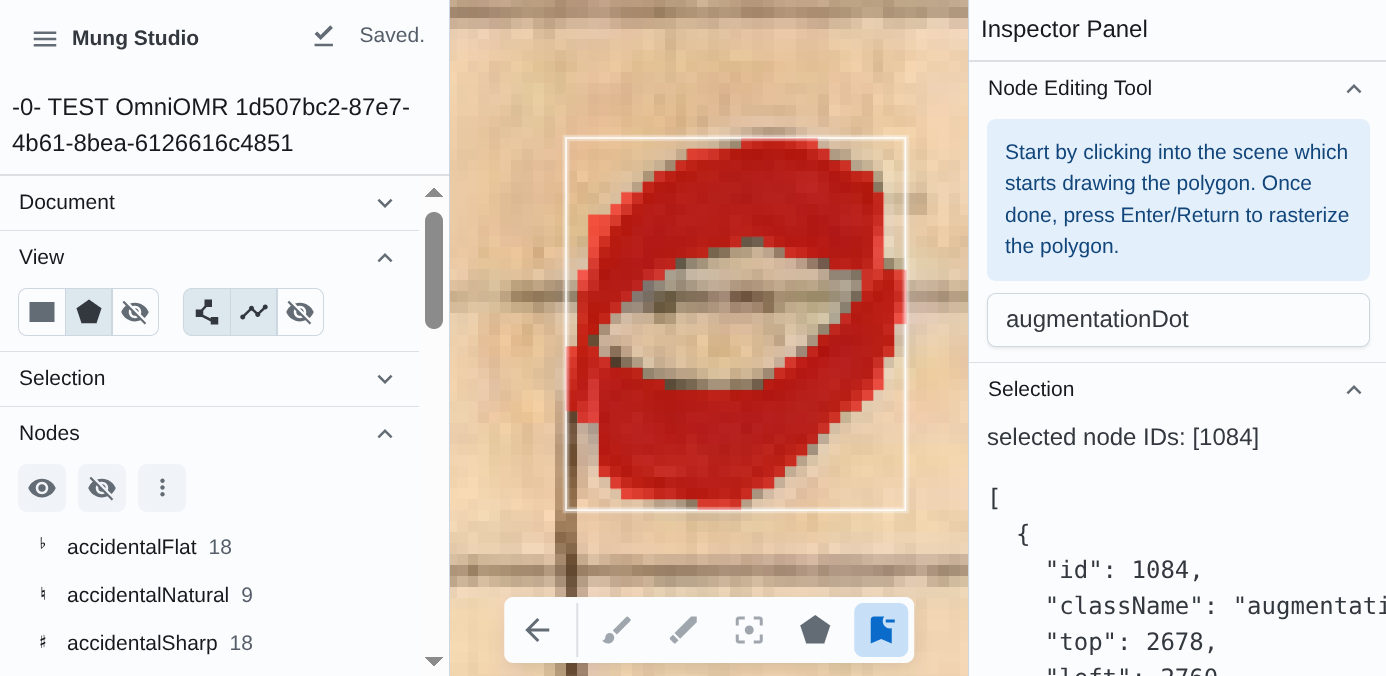 Mung Studio
Saved.
-0- TEST OmniOMR 1d507bc2-87e7-
4b61-8bea-6126616c4851
Document
View
Selection
Nodes
accidentalFlat 18
accidentalNatural 9
accidentalSharp 18
Inspector Panel
Node Editing Tool
Start by clicking into the scene which
starts drawing the polygon. Once
done, press Enter/Return to rasterize
the polygon.
augmentationDot
Selection
selected node IDs: [1084]
[
{
"id": 1084,
"className": "augmentati
"top": 2678,
"left": 2760,